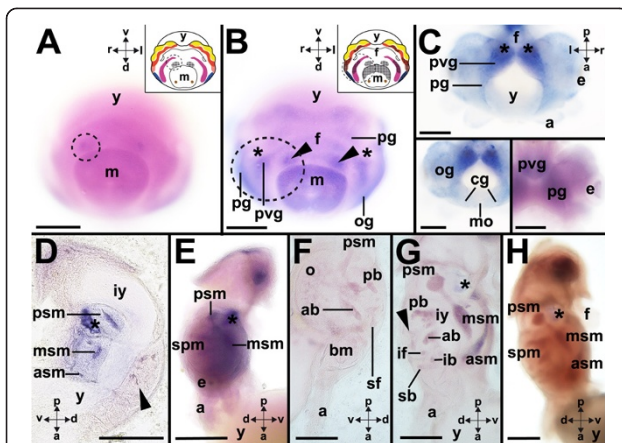 A
v
r l
d
y
m
y
m
B
v
r l
d
y
f
m
y
f
*
*
pg
m
pg
pvg
og
C
f
p
l r
a
*
*
pvg
pg
y
e
a
og
cg
mo
pvg
pg
e
D
iy
psm
*
msm
asm
y
p
v d
a
E
psm
*
spm
msm
e
a
y
p
d v
a
F
psm
o
pb
ab
bm
sf
a
G
psm
*
pb
iy
msm
ab
asm
if
ib
sb
a
y
p
d v
a
H
psm
*
f
spm
msm
asm
y
p
d v
a